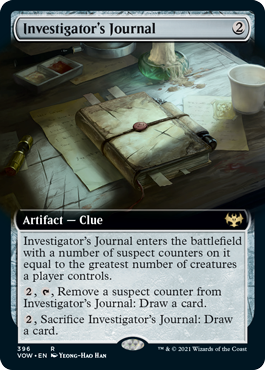 Investigator's Journal 2
Artifact — Clue
Investigator's Journal enters the battlefield
with a number of suspect counters on it
equal to the greatest number of creatures
a player controls.
2, Remove a suspect counter from
Investigator's Journal: Draw a card.
2, Sacrifice Investigator's Journal: Draw
a card.
396 R
VOW • EN Yeong-Hao Han
™ & © 2021 Wizards of the Coast